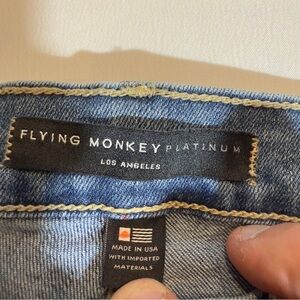 FLYING MONKEY PLATINUM
LOS ANGELES
MADE IN USA
WITH IMPORTED
MATERIALS